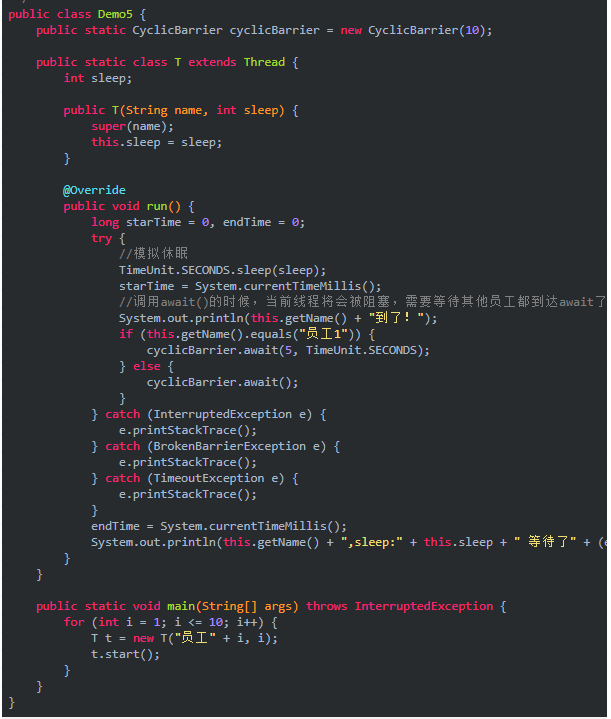 public class Demo5 {
    public static CyclicBarrier cyclicBarrier = new CyclicBarrier(10);
    public static class T extends Thread {
        int sleep;
        public T(String name, int sleep) {
            super(name);
            this.sleep = sleep;
        }
        @Override
        public void run() {
            long starTime = 0, endTime = 0;
            try {
                //模拟休眠
                TimeUnit.SECONDS.sleep(sleep);
                starTime = System.currentTimeMillis();
                //调用await()的时候，当前线程将会被阻塞，需要等待其他员工都到达await了
                System.out.println(this.getName() + "到了！");
                if (this.getName().equals("员工1")) {
                    cyclicBarrier.await(5, TimeUnit.SECONDS);
                } else {
                    cyclicBarrier.await();
                }
            } catch (InterruptedException e) {
                e.printStackTrace();
            } catch (BrokenBarrierException e) {
                e.printStackTrace();
            } catch (TimeoutException e) {
                e.printStackTrace();
            }
            endTime = System.currentTimeMillis();
            System.out.println(this.getName() + ",sleep:" + this.sleep + " 等待了" + (
        }
    }
    public static void main(String[] args) throws InterruptedException {
        for (int i = 1; i <= 10; i++) {
            T t = new T("员工" + i, i);
            t.start();
        }
    }
}